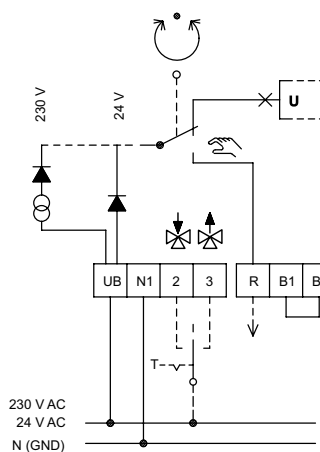 230 V
24 V
U
UB N1 2 3 R B1 B
T
230 V AC
24 V AC
N (GND)